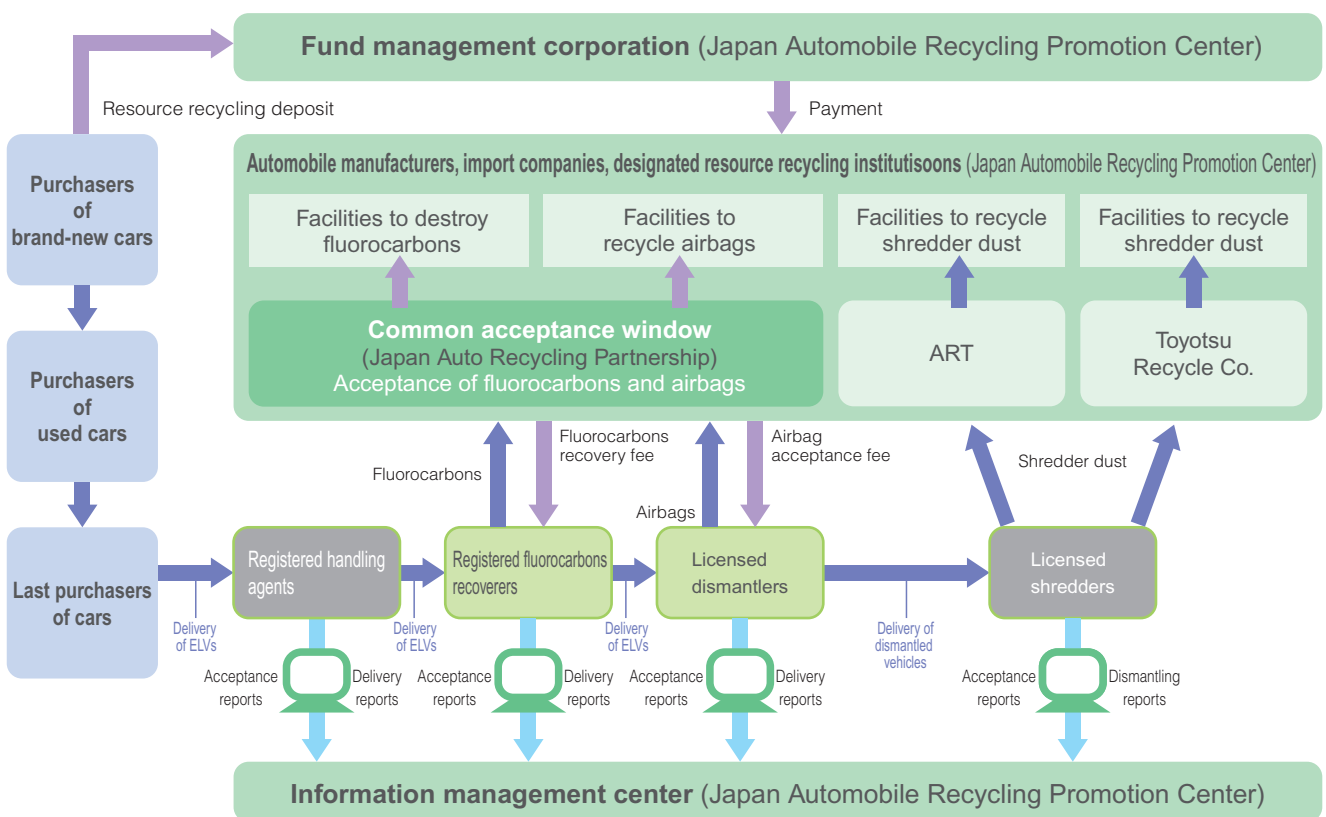 Fund management corporation (Japan Automobile Recycling Promotion Center)
Resource recycling deposit
Payment
Purchasers
of
brand-new cars
Automobile manufacturers, import companies, designated resource recycling institutisoons (Japan Automobile Recycling Promotion Center)
Facilities to destroy
fluorocarbons
Facilities to
recycle airbags
Facilities to recycle
shredder dust
Facilities to recycle
shredder dust
Common acceptance window
(Japan Auto Recycling Partnership)
Acceptance of fluorocarbons and airbags
ART
Toyotsu
Recycle Co.
Purchasers
of
used cars
Fluorocarbons
Fluorocarbons
recovery fee
Airbags
Airbag
acceptance fee
Shredder dust
Last purchasers
of cars
Registered handling
agents
Registered fluorocarbons
recoverers
Licensed
dismantlers
Licensed
shredders
Delivery
of ELVs
Delivery
of ELVs
Delivery
of ELVs
Delivery of
dismantled
vehicles
Acceptance
reports
Delivery
reports
Acceptance
reports
Delivery
reports
Acceptance
reports
Delivery
reports
Acceptance
reports
Dismantling
reports
Information management center (Japan Automobile Recycling Promotion Center)